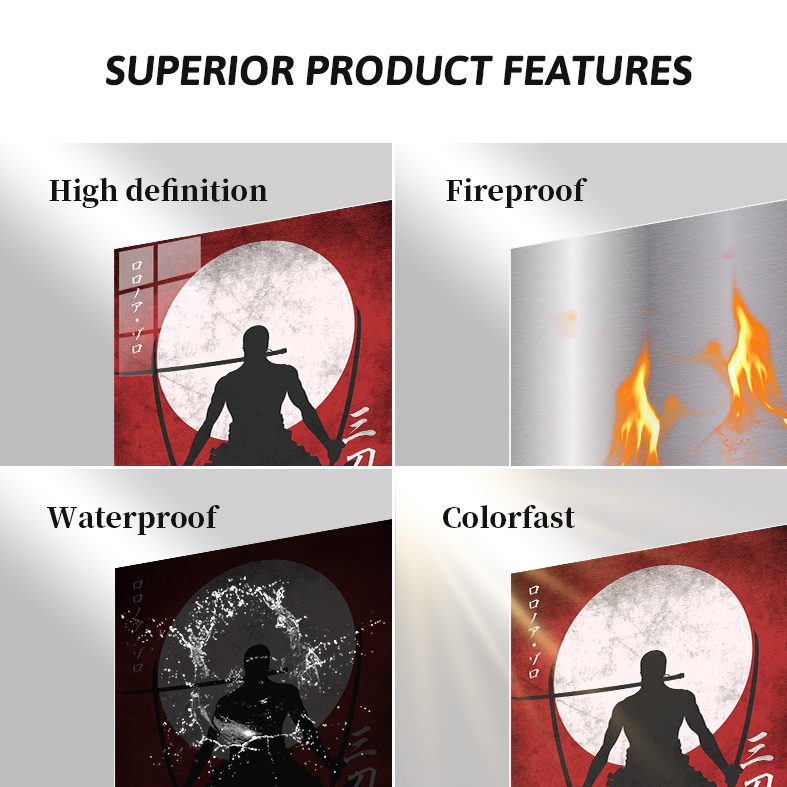 SUPERIOR PRODUCT FEATURES
High definition
Fireproof
ロロノア・ゾロ
三
刀
Waterproof
Colorfast
ロロノア・ゾロ
三
刀
ロロノア・ゾロ
三
刀